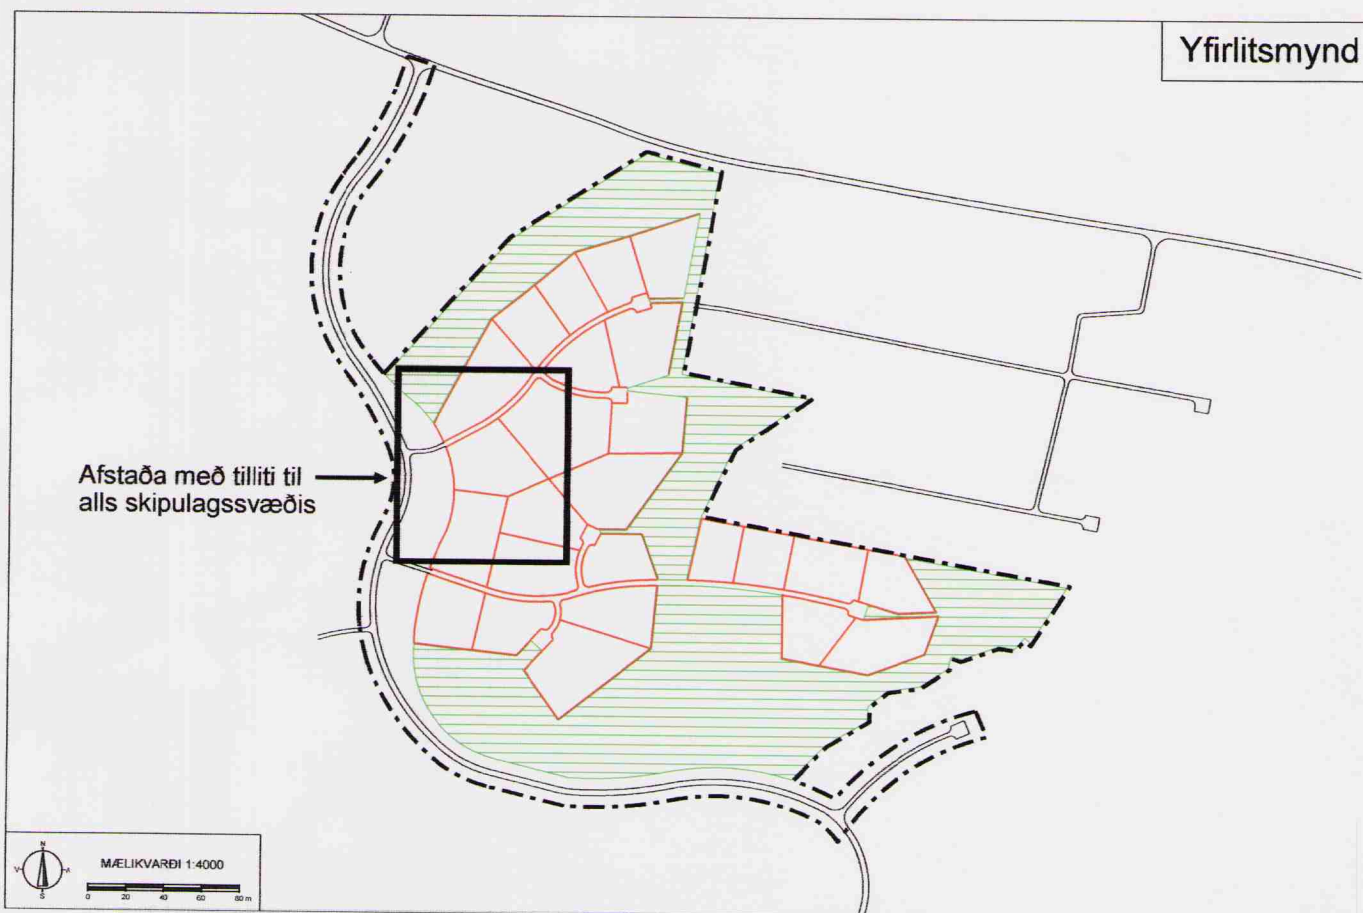 Yfirlitsmynd
Afstaða með tilliti til
alls skipulagssvæðis
N
V
A
S
MÆLIKVARÐI 1:4000
0 20 40 60 80 m